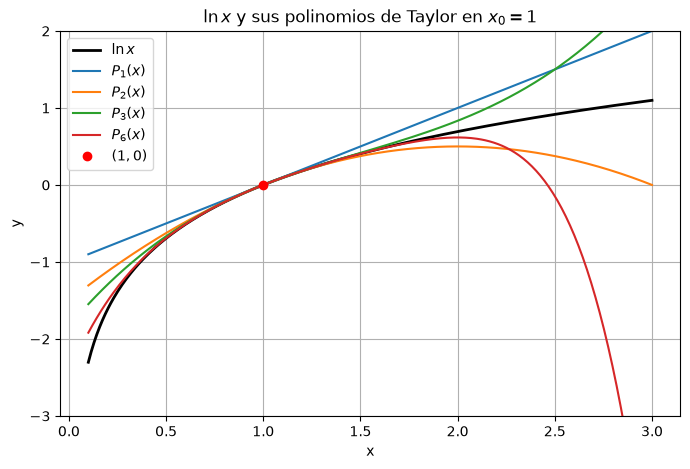 ln x y sus polinomios de Taylor en x₀ = 1
ln x
P₁(x)
P₂(x)
P₃(x)
P₆(x)
(1, 0)
2
1
0
−1
−2
−3
y
0.0 0.5 1.0 1.5 2.0 2.5 3.0
x